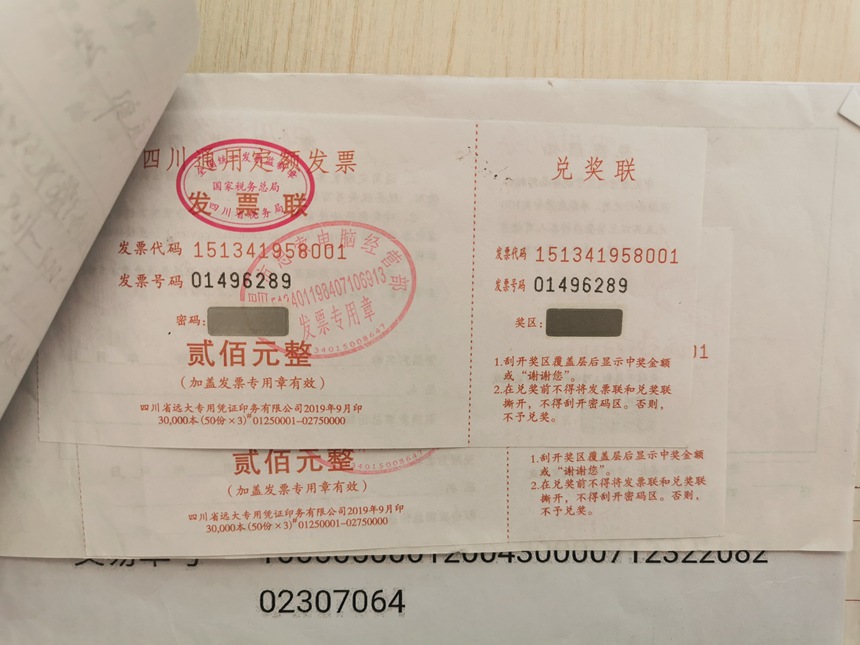 四川通用定额发票
国家税务总局
四川省税务局
发票联
发票代码 151341958001
发票号码 01496289
电脑经营部
发票专用章
密码:
贰佰元整
(加盖发票专用章有效)
四川省远大专用凭证印务有限公司2019年9月印
30,000本(50份×3)#01250001-02750000
兑奖联
发票代码 151341958001
发票号码 01496289
奖区:
1.刮开奖区覆盖层后显示中奖金额
或“谢谢您”。
2.在兑奖前不得将发票联和兑奖联
撕开,不得刮开密码区。否则,
不予兑奖。
01
贰佰元整
(加盖发票专用章有效)
四川省远大专用凭证印务有限公司2019年9月印
30,000本(50份×3)#01250001-02750000
1.刮开奖区覆盖层后显示中奖金额
或“谢谢您”。
2.在兑奖前不得将发票联和兑奖联
撕开,不得刮开密码区。否则,
不予兑奖。
02307064